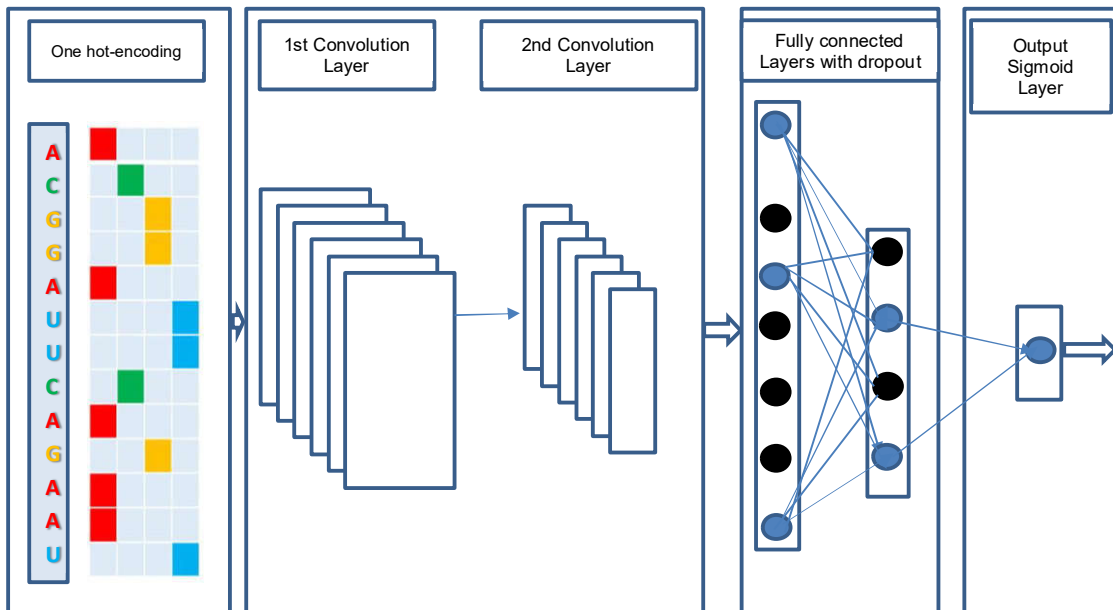 One hot-encoding
1st Convolution
Layer
2nd Convolution
Layer
Fully connected
Layers with dropout
Output
Sigmoid
Layer
A
C
G
G
A
U
U
C
A
G
A
A
U